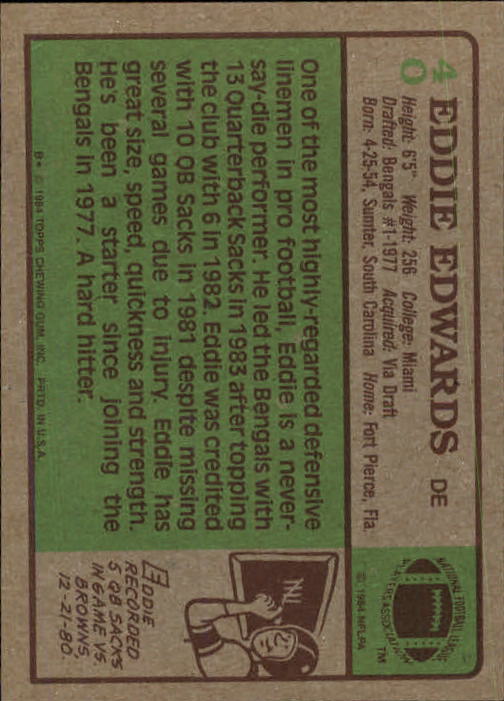 40
EDDIE EDWARDS DE
Height: 6'5" Weight: 256 College: Miami
Drafted: Bengals #1-1977 Acquired: Via Draft
Born: 4-25-54, Sumter, South Carolina Home: Fort Pierce, Fla.
NATIONAL FOOTBALL LEAGUE
PLAYERS ASSOCIATION
TM
© 1984 NFLPA
One of the most highly-regarded defensive
linemen in pro football, Eddie is a never-
say-die performer. He led the Bengals with
13 Quarterback Sacks in 1983 after topping
the club with 6 in 1982. Eddie was credited
with 10 QB Sacks in 1981 despite missing
several games due to injury. Eddie has
great size, speed, quickness and strength.
He's been a starter since joining the
Bengals in 1977. A hard hitter.
EDDIE
RECORDED
5 QB SACKS
IN GAME VS.
BROWNS,
12-21-80.
B* © 1984 TOPPS CHEWING GUM, INC. PRTD. IN U.S.A.